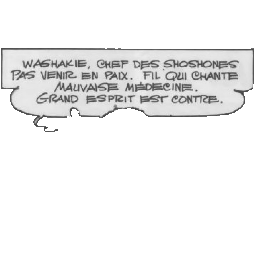 WASHAKIE, CHEF DES SHOSHONES
PAS VENIR EN PAIX. FIL QUI CHANTE
MAUVAISE MÉDECINE.
GRAND ESPRIT EST CONTRE.